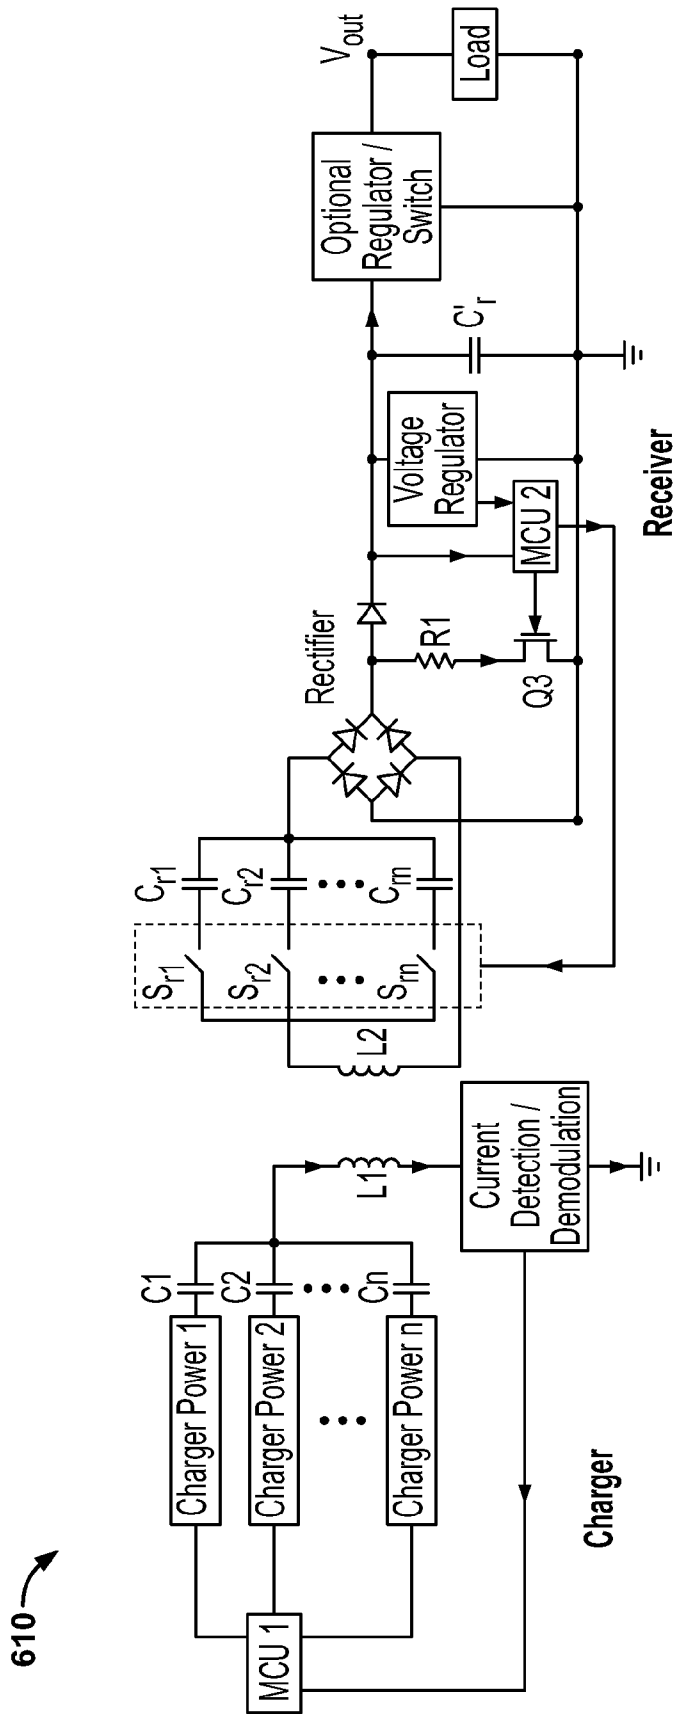 610
MCU 1
Charger Power 1
Charger Power 2
Charger Power n
C1
C2
Cn
L1
Current
Detection /
Demodulation
Charger
L2
Sr1
Sr2
Srn
Cr1
Cr2
Crn
Rectifier
R1
Q3
MCU 2
Voltage
Regulator
C'r
Optional
Regulator /
Switch
Vout
Load
Receiver